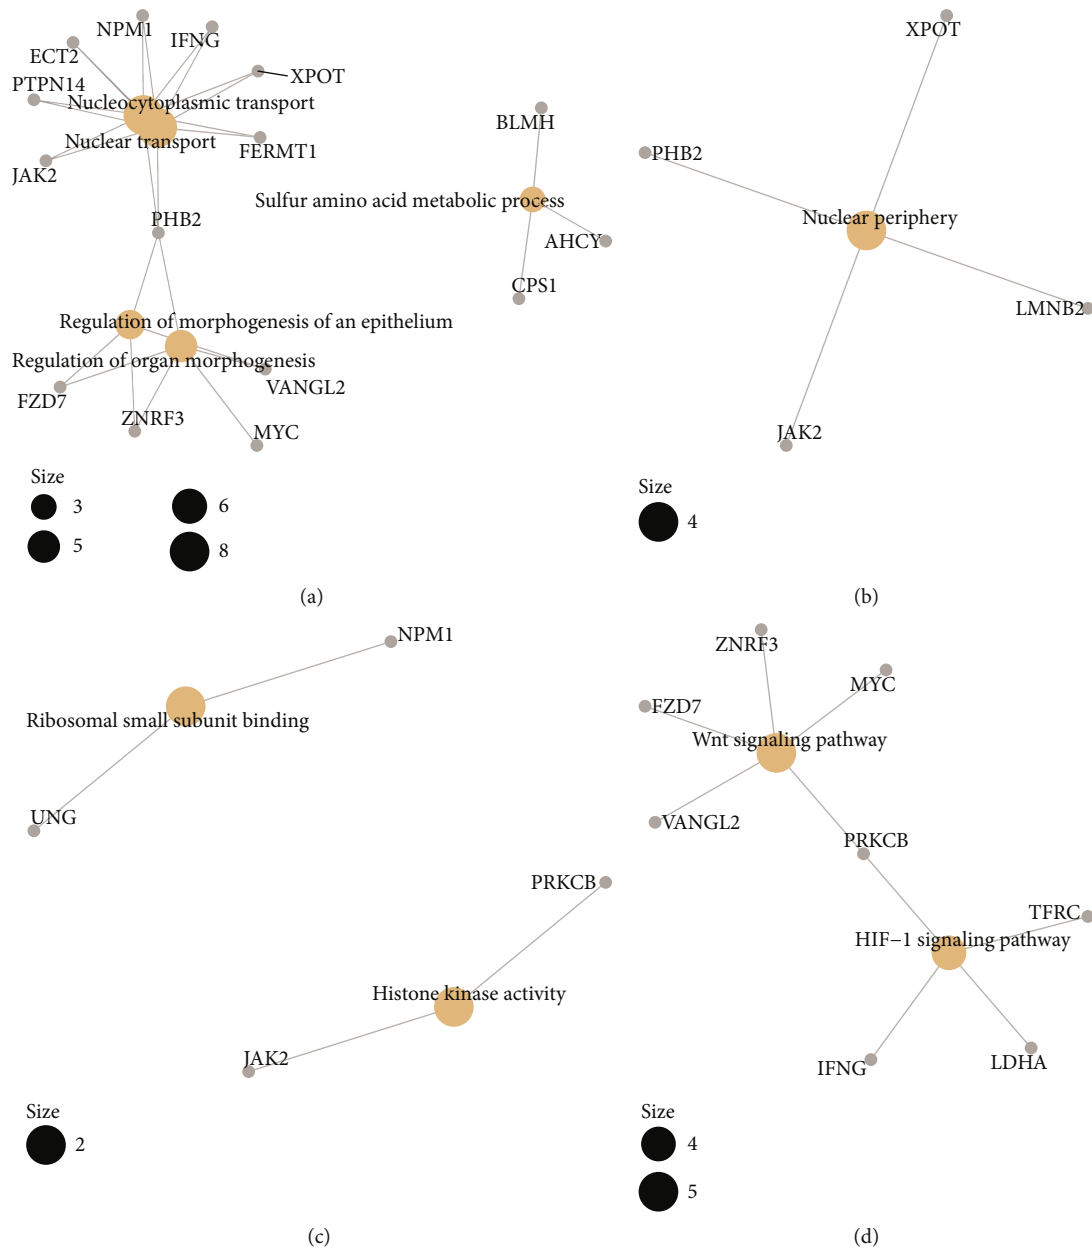 NPM1
IFNG
ECT2
XPOT
PTPN14
Nucleocytoplasmic transport
Nuclear transport
FERMT1
JAK2
PHB2
BLMH
Sulfur amino acid metabolic process
AHCY
CPS1
Regulation of morphogenesis of an epithelium
Regulation of organ morphogenesis
VANGL2
FZD7
ZNRF3
MYC
Size
3
6
5
8
(a)
XPOT
PHB2
Nuclear periphery
LMNB2
JAK2
Size
4
(b)
NPM1
Ribosomal small subunit binding
UNG
PRKCB
Histone kinase activity
JAK2
Size
2
(c)
ZNRF3
MYC
FZD7
Wnt signaling pathway
VANGL2
PRKCB
TFRC
HIF−1 signaling pathway
IFNG
LDHA
Size
4
5
(d)